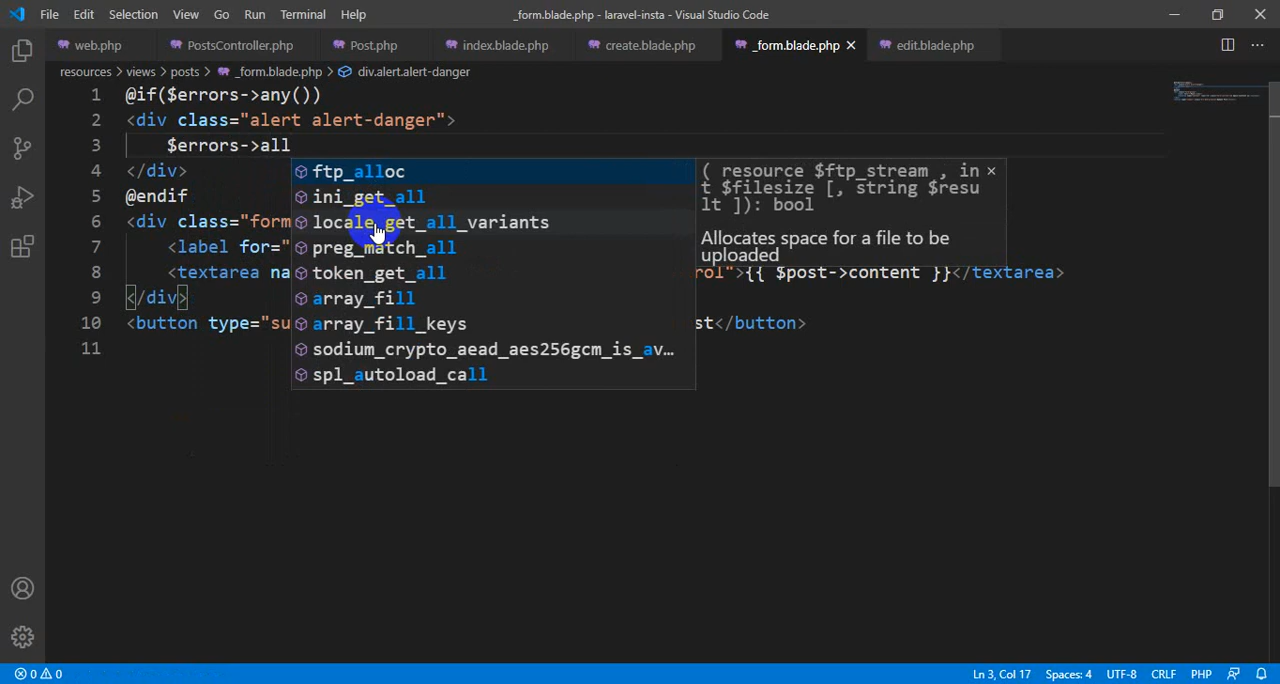 File Edit Selection View Go Run Terminal Help _form.blade.php - laravel-insta - Visual Studio Code
web.php PostsController.php Post.php index.blade.php create.blade.php _form.blade.php edit.blade.php
resources > views > posts > _form.blade.php > div.alert.alert-danger
1 @if($errors->any())
2 <div class="alert alert-danger">
3 $errors->all
4 </div>
5 @endif
6 <div class="form
7 <label for="
8 <textarea na rol">{{ $post->content }}</textarea>
9 </div>
10 <button type="su st</button>
11
ftp_alloc
ini_get_all
locale_get_all_variants
preg_match_all
token_get_all
array_fill
array_fill_keys
sodium_crypto_aead_aes256gcm_is_av…
spl_autoload_call
( resource $ftp_stream , in
t $filesize [, string $resu
lt ]): bool
Allocates space for a file to be
uploaded
0 0 Ln 3, Col 17 Spaces: 4 UTF-8 CRLF PHP